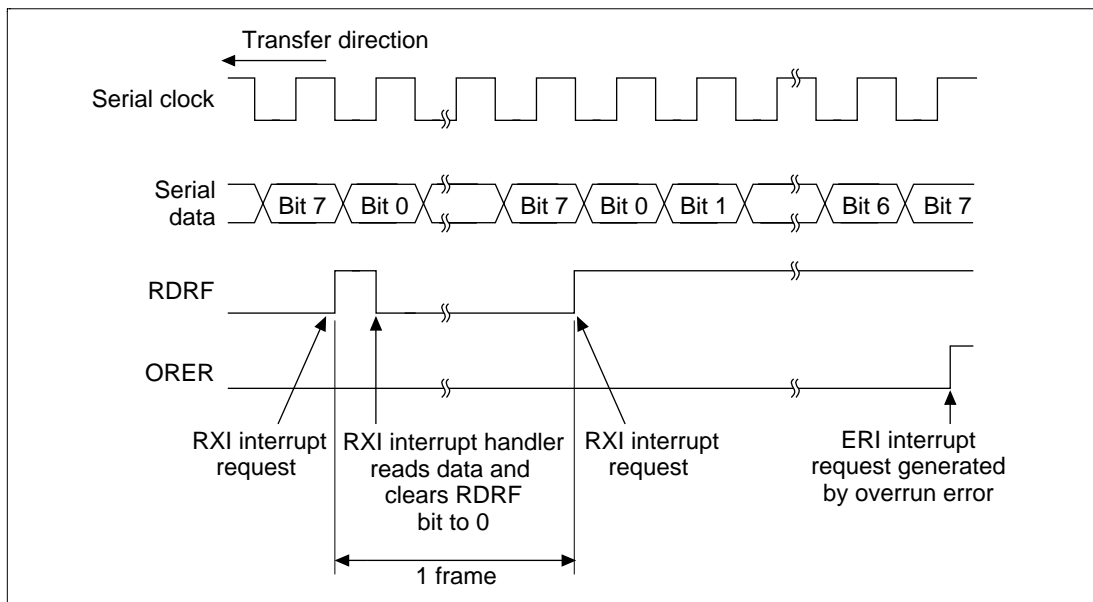 Transfer direction
Serial clock
Serial
data
Bit 7
Bit 0
Bit 7
Bit 0
Bit 1
Bit 6
Bit 7
RDRF
ORER
RXI interrupt
request
RXI interrupt handler
reads data and
clears RDRF
bit to 0
RXI interrupt
request
ERI interrupt
request generated
by overrun error
1 frame